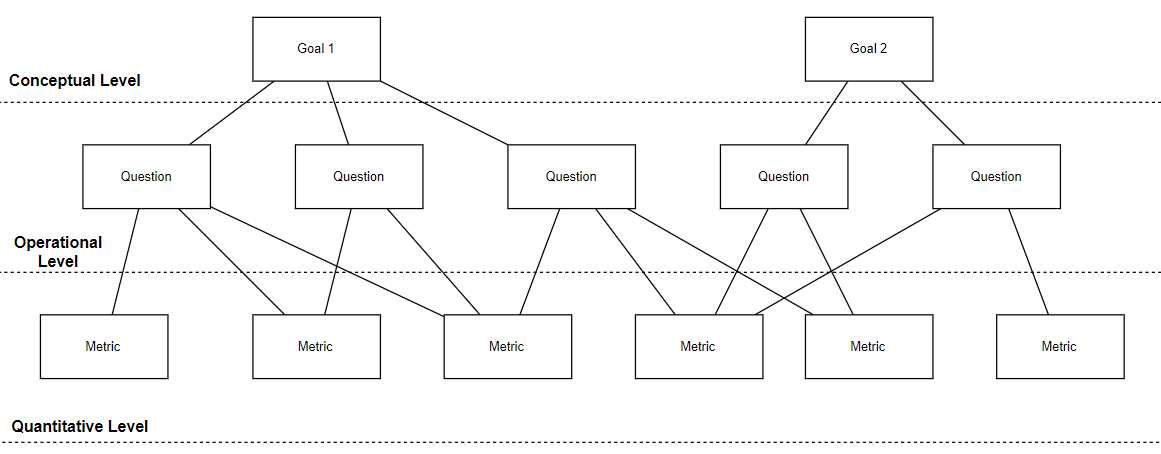 Goal 1
Goal 2
Conceptual Level
Question
Question
Question
Question
Question
Operational
Level
Metric
Metric
Metric
Metric
Metric
Metric
Quantitative Level